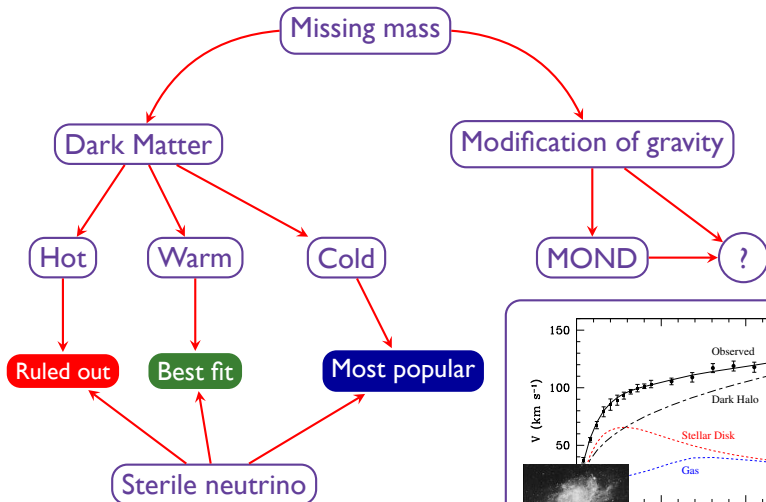 Missing mass
Dark Matter
Modification of gravity
Hot
Warm
Cold
MOND
?
Ruled out
Best fit
Most popular
Sterile neutrino
150
100
50
V (km s⁻¹)
Observed
Dark Halo
Stellar Disk
Gas